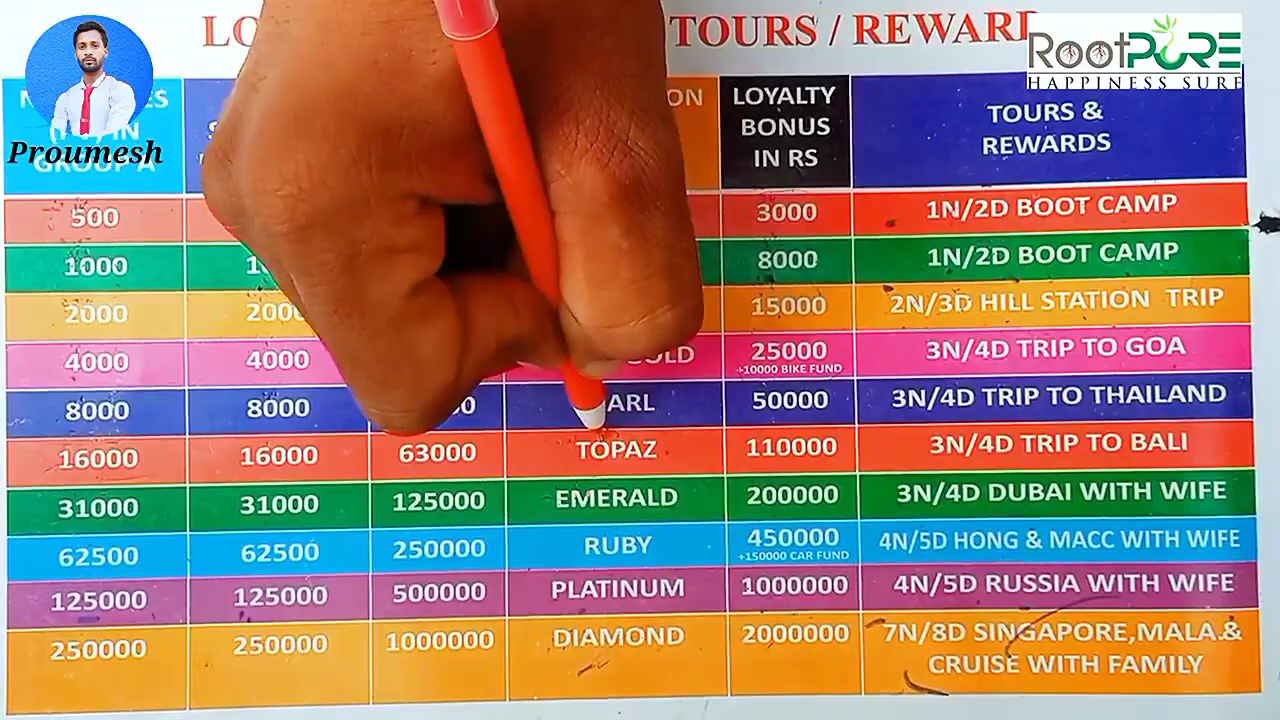 TOURS / REWARD
RootPURE
HAPPINESS SURF
Proumesh
GROUP A
LOYALTY
BONUS
IN RS
TOURS &
REWARDS
500 3000 1N/2D BOOT CAMP
1000 8000 1N/2D BOOT CAMP
2000 15000 2N/3D HILL STATION TRIP
4000 4000 GOLD 25000 3N/4D TRIP TO GOA
+10000 BIKE FUND
8000 8000 50000 3N/4D TRIP TO THAILAND
16000 16000 63000 TOPAZ 110000 3N/4D TRIP TO BALI
31000 31000 125000 EMERALD 200000 3N/4D DUBAI WITH WIFE
62500 62500 250000 RUBY 450000 4N/5D HONG & MACC WITH WIFE
+150000 CAR FUND
125000 125000 500000 PLATINUM 1000000 4N/5D RUSSIA WITH WIFE
250000 250000 1000000 DIAMOND 2000000 7N/8D SINGAPORE,MALA.&
CRUISE WITH FAMILY